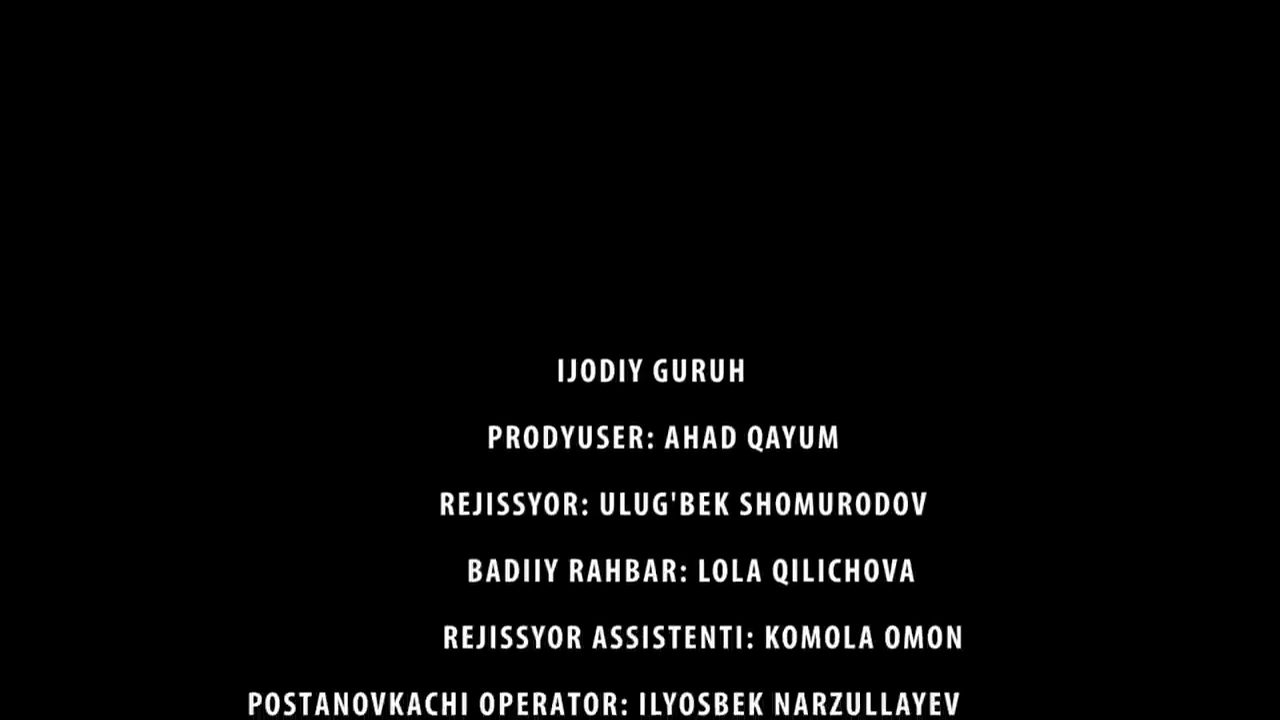 IJODIY GURUH
PRODYUSER: AHAD QAYUM
REJISSYOR: ULUG'BEK SHOMURODOV
BADIIY RAHBAR: LOLA QILICHOVA
REJISSYOR ASSISTENTI: KOMOLA OMON
POSTANOVKACHI OPERATOR: ILYOSBEK NARZULLAYEV